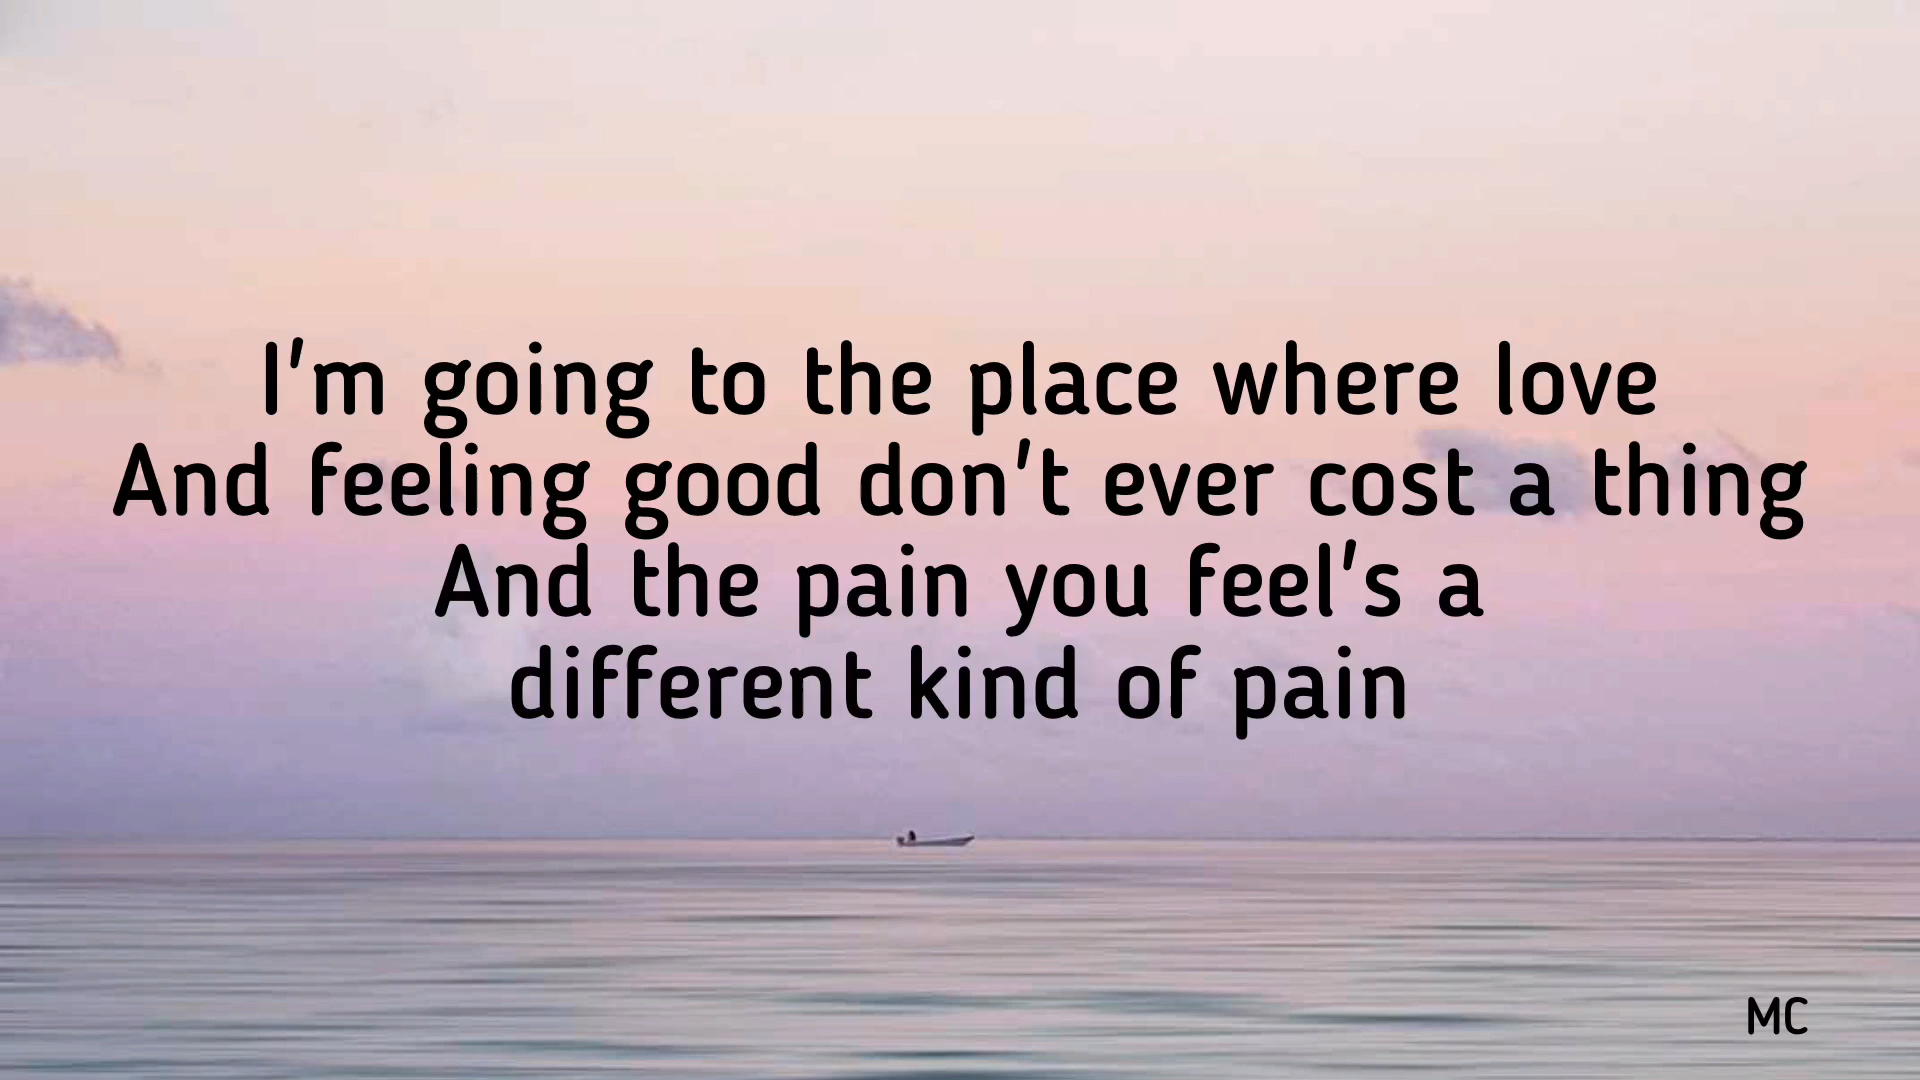 I'm going to the place where love
And feeling good don't ever cost a thing
And the pain you feel's a
different kind of pain
MC